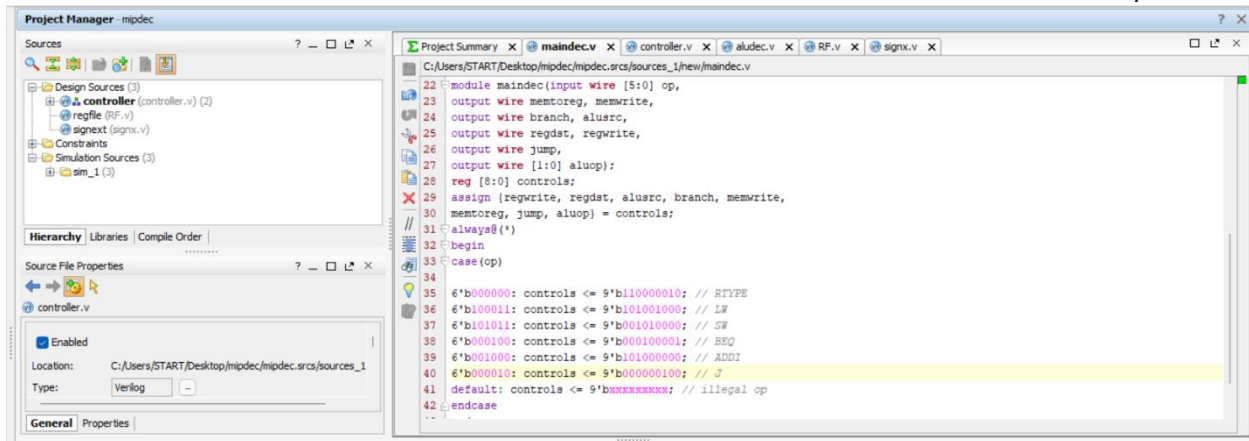 Project Manager - mipdec
Sources
Design Sources (3)
controller (controller.v) (2)
regfile (RF.v)
signext (signx.v)
Constraints
Simulation Sources (3)
sim_1 (3)
Hierarchy Libraries Compile Order
Source File Properties
controller.v
Enabled
Location: C:/Users/START/Desktop/mipdec/mipdec.srcs/sources_1
Type: Verilog
General Properties
Project Summary maindec.v controller.v aludec.v RF.v signx.v
C:/Users/START/Desktop/mipdec/mipdec.srcs/sources_1/new/maindec.v
22 module maindec(input wire [5:0] op,
23 output wire memtoreg, memwrite,
24 output wire branch, alusrc,
25 output wire regdst, regwrite,
26 output wire jump,
27 output wire [1:0] aluop);
28 reg [8:0] controls;
29 assign {regwrite, regdst, alusrc, branch, memwrite,
30 memtoreg, jump, aluop} = controls;
31 always@(*)
32 begin
33 case(op)
34
35 6'b000000: controls <= 9'b110000010; // RTYPE
36 6'b100011: controls <= 9'b101001000; // LW
37 6'b101011: controls <= 9'b001010000; // SW
38 6'b000100: controls <= 9'b000100001; // BEQ
39 6'b001000: controls <= 9'b101000000; // ADDI
40 6'b000010: controls <= 9'b000000100; // J
41 default: controls <= 9'bxxxxxxxxx; // illegal op
42 endcase